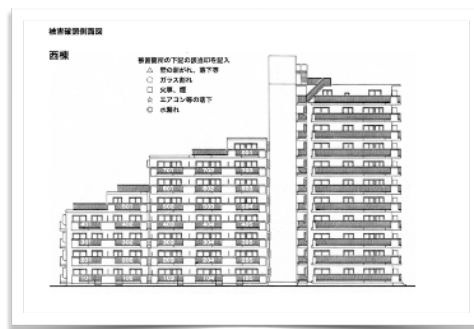 被害確認側面図
西棟
被害箇所の下記の該当印を記入
△ 壁の剥がれ、落下等
○ ガラス割れ
□ 火事、煙
☆ エアコン等の落下
◎ 水漏れ